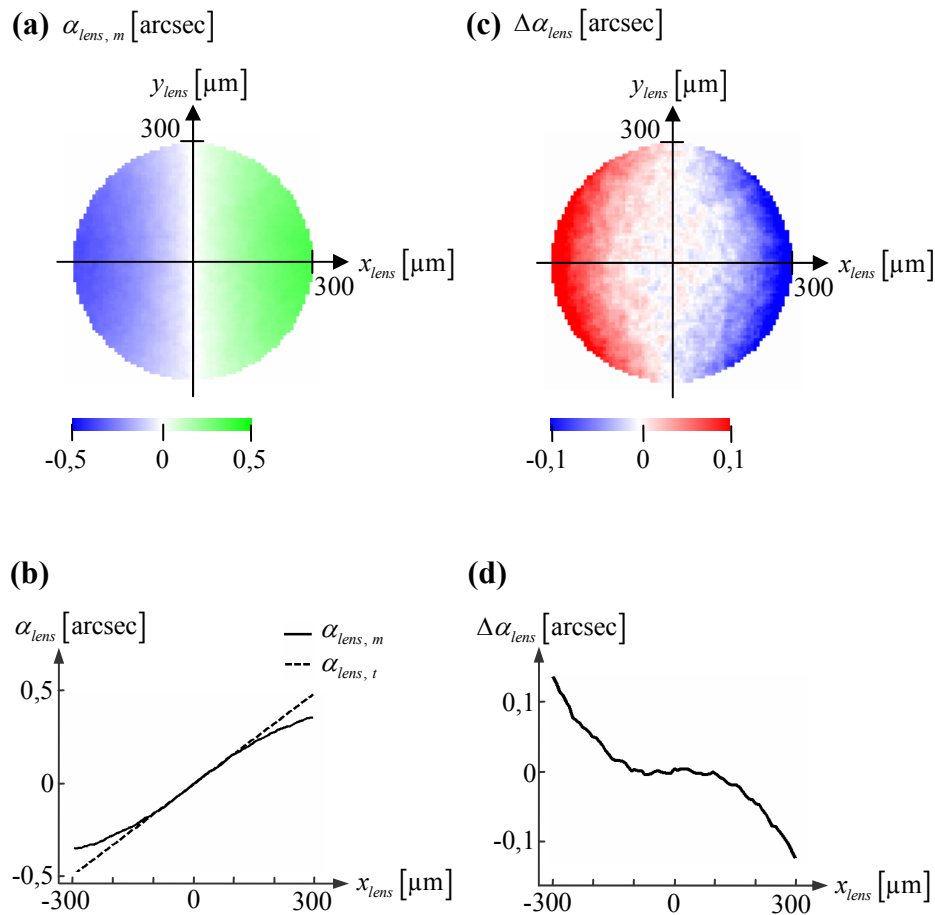 (a) α_lens, m [arcsec]
y_lens [µm]
300
x_lens [µm]
300
-0,5 0 0,5
(c) Δα_lens [arcsec]
y_lens [µm]
300
x_lens [µm]
300
-0,1 0 0,1
(b)
α_lens [arcsec]
α_lens, m
α_lens, t
0,5
0
-0,5
-300 0 300 x_lens [µm]
(d)
Δα_lens [arcsec]
0,1
0
-0,1
-300 0 300 x_lens [µm]